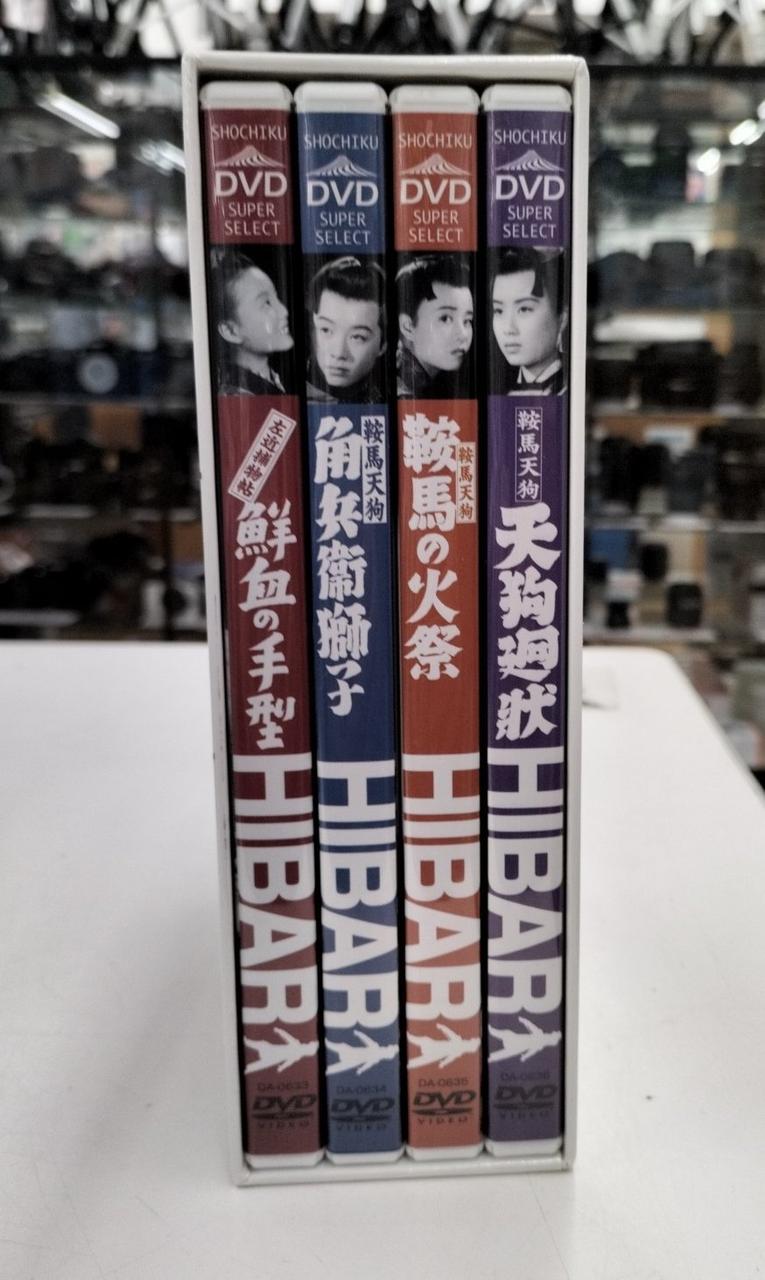 SHOCHIKU
DVD
SUPER
SELECT
左近捕物帖
鮮血の手型
HIBARI
DA-0633
DVD
VIDEO
SHOCHIKU
DVD
SUPER
SELECT
鞍馬天狗
角兵衛獅子
HIBARI
DA-0634
DVD
VIDEO
SHOCHIKU
DVD
SUPER
SELECT
鞍馬天狗
鞍馬の火祭
HIBARI
DA-0635
DVD
VIDEO
SHOCHIKU
DVD
SUPER
SELECT
鞍馬天狗
天狗廻狀
HIBARI
DA-0636
DVD
VIDEO